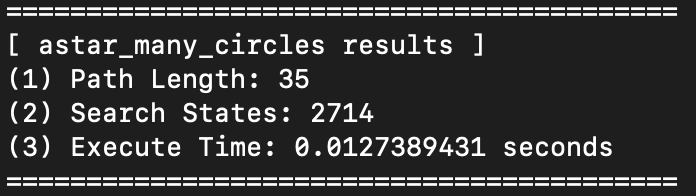 ==========================================
[ astar_many_circles results ]
(1) Path Length: 35
(2) Search States: 2714
(3) Execute Time: 0.0127389431 seconds
==========================================